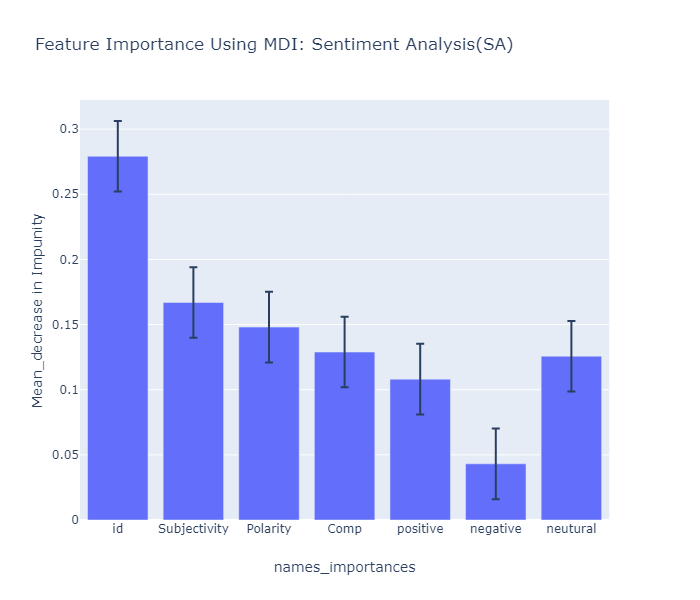 Feature Importance Using MDI: Sentiment Analysis(SA)
0.3
0.25
0.2
0.15
0.1
0.05
0
Mean_decrease in Impunity
id Subjectivity Polarity Comp positive negative neutural
names_importances